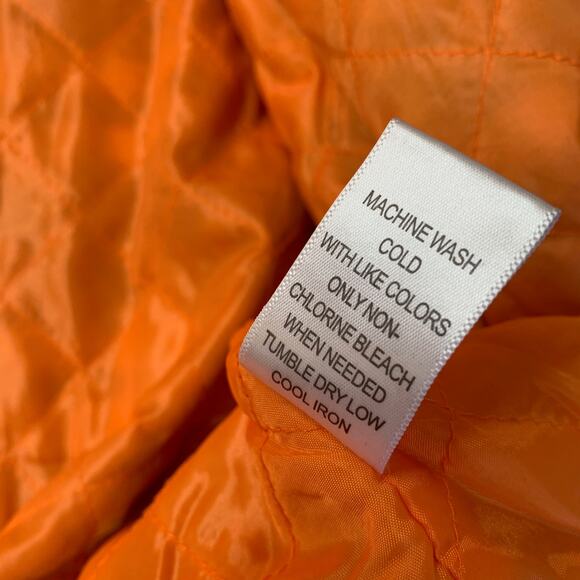 MACHINE WASH
COLD
WITH LIKE COLORS
ONLY NON-
CHLORINE BLEACH
WHEN NEEDED
TUMBLE DRY LOW
COOL IRON